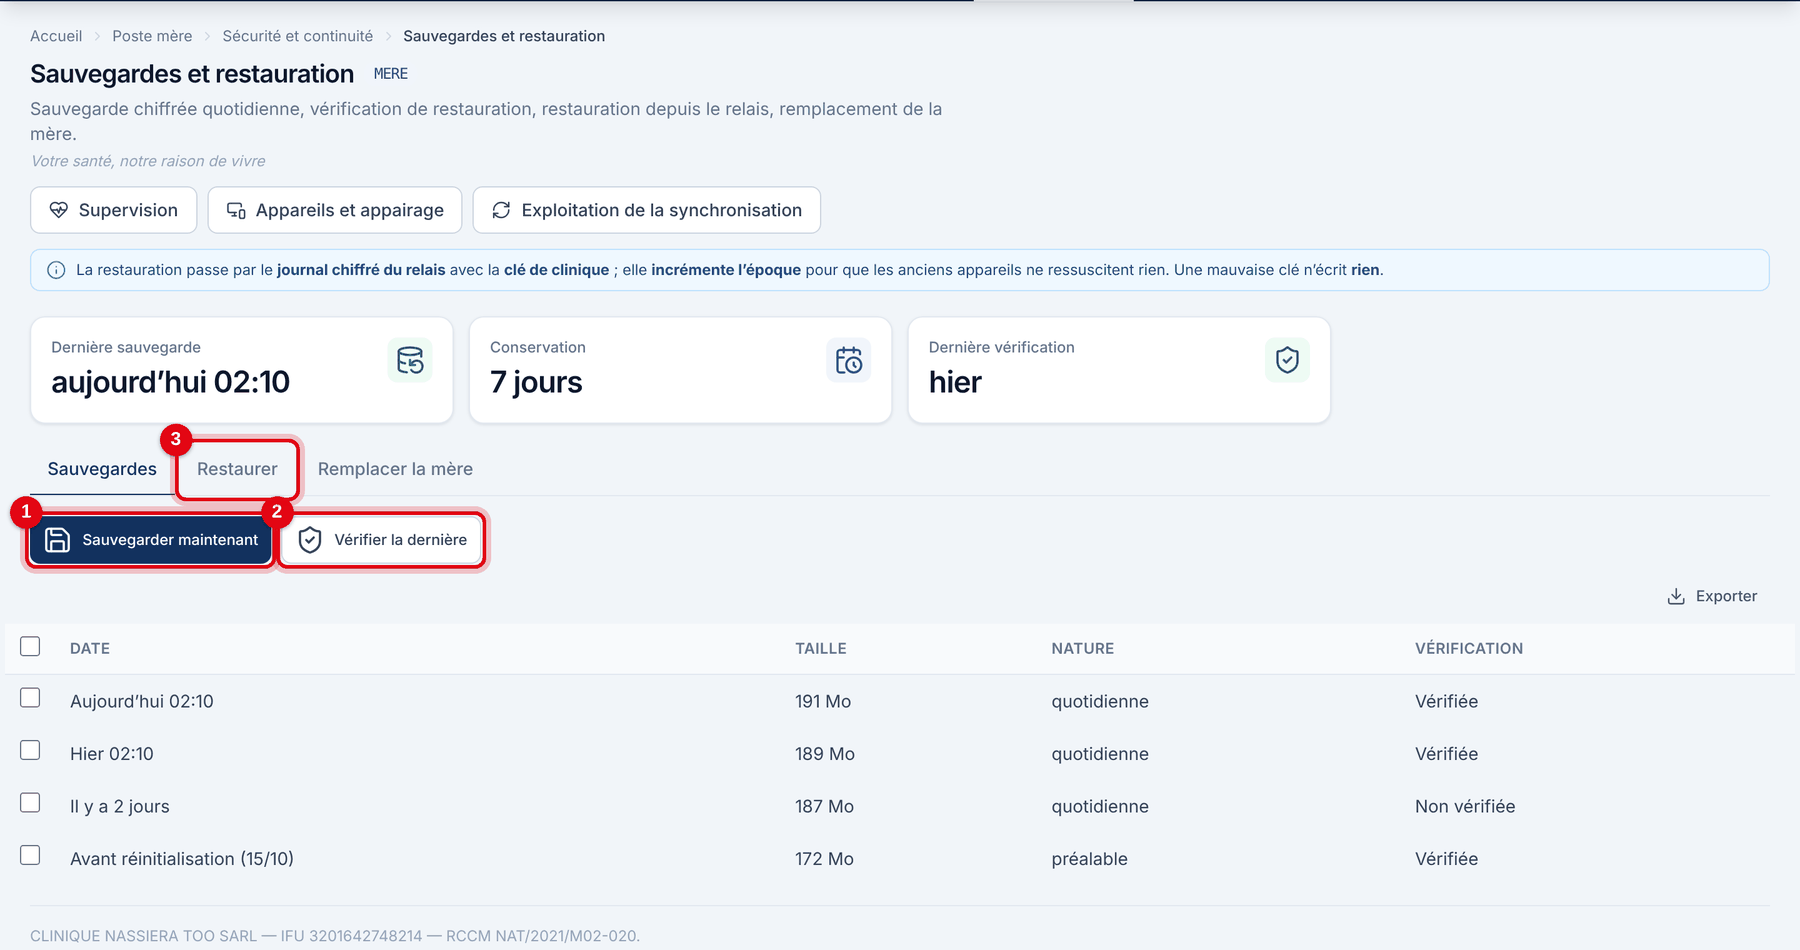 Accueil > Poste mère > Sécurité et continuité > Sauvegardes et restauration
Sauvegardes et restauration MERE
Sauvegarde chiffrée quotidienne, vérification de restauration, restauration depuis le relais, remplacement de la
mère.
Votre santé, notre raison de vivre
Supervision
Appareils et appairage
Exploitation de la synchronisation
La restauration passe par le journal chiffré du relais avec la clé de clinique ; elle incrémente l’époque pour que les anciens appareils ne ressuscitent rien. Une mauvaise clé n’écrit rien.
Dernière sauvegarde
aujourd’hui 02:10
Conservation
7 jours
Dernière vérification
hier
3
Sauvegardes Restaurer Remplacer la mère
1 2
Sauvegarder maintenant Vérifier la dernière
Exporter
DATE TAILLE NATURE VÉRIFICATION
Aujourd’hui 02:10 191 Mo quotidienne Vérifiée
Hier 02:10 189 Mo quotidienne Vérifiée
Il y a 2 jours 187 Mo quotidienne Non vérifiée
Avant réinitialisation (15/10) 172 Mo préalable Vérifiée
CLINIQUE NASSIERA TOO SARL — IFU 3201642748214 — RCCM NAT/2021/M02-020.